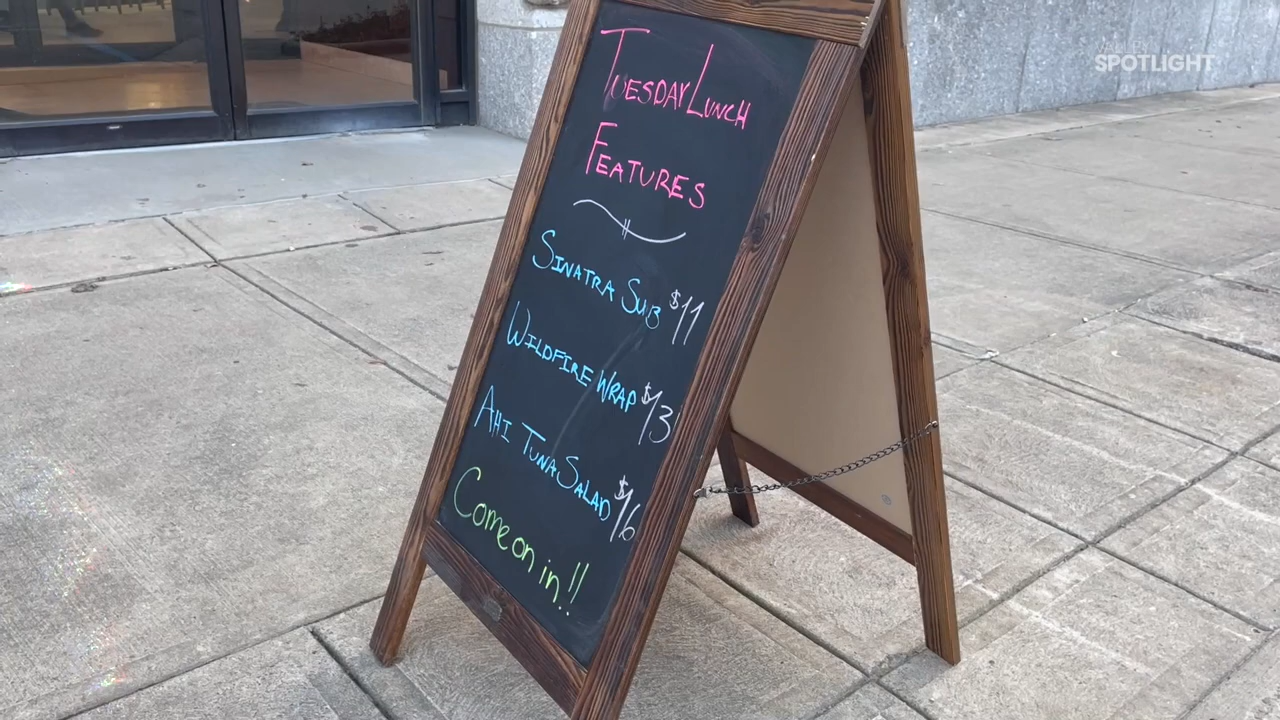 SPOTLIGHT
TUESDAY LUNCH
FEATURES
SINATRA SUB $11
WILDFIRE WRAP $13
AHI TUNA SALAD $16
Come on in!!